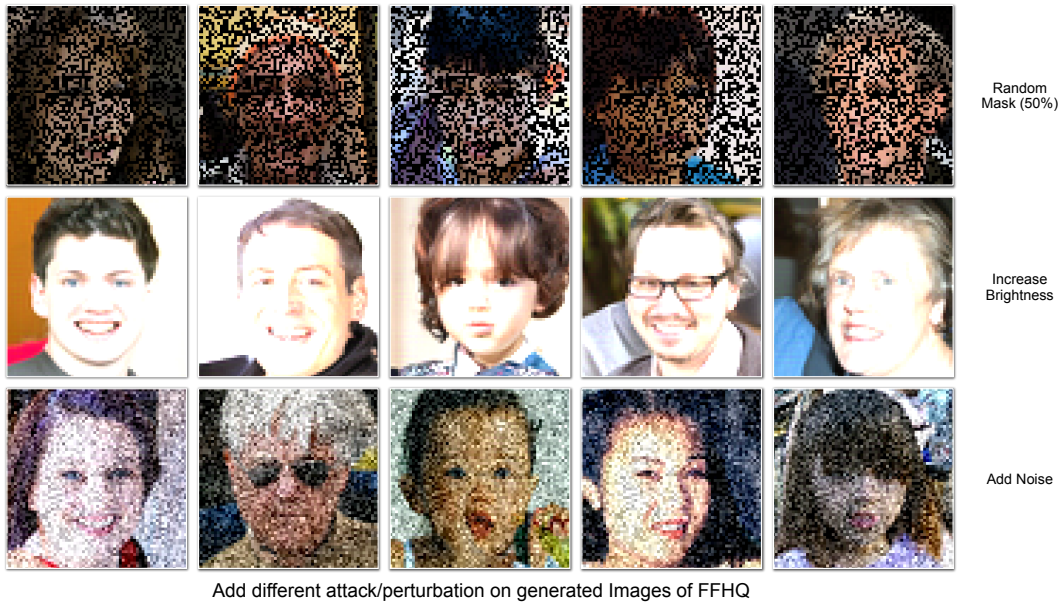 Random
Mask (50%)
Increase
Brightness
Add Noise
Add different attack/perturbation on generated Images of FFHQ